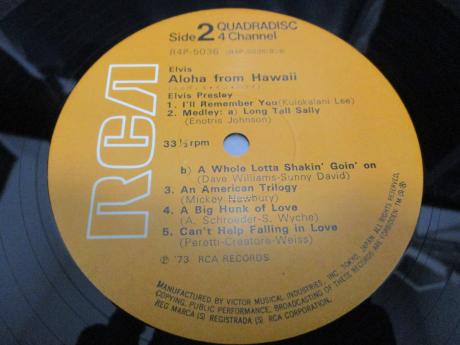 Side 2 QUADRADISC
4 Channel
R4P-5036
Elvis
Aloha from Hawaii
Elvis Presley
1. I'll Remember You(Kuiokalani Lee)
2. Medley: a) Long Tall Sally
(Enotris Johnson)
33 1/3 rpm
b) A Whole Lotta Shakin' Goin' on
(Dave Williams-Sunny David)
3. An American Trilogy
(Mickey Newbury)
4. A Big Hunk of Love
(A. Schroeder-S. Wyche)
5. Can't Help Falling in Love
(Peretti-Creatore-Weiss)
℗ '73 RCA RECORDS
RCA
MANUFACTURED BY VICTOR MUSICAL INDUSTRIES, INC. TOKYO, JAPAN. ALL
COPYING, PUBLIC PERFORMANCE, BROADCASTING OF THESE RECORDS ARE FORBIDDEN. TM(s)®
REG MARCA (S) REGISTRADA (S) RCA CORPORATION.